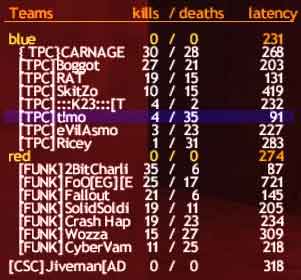 Teams kills / deaths latency
blue 0 / 0 231
[TPC]CARNAGE 30 / 28 268
[TPC]Boggot 27 / 21 203
[TPC]RAT 19 / 15 131
[TPC]SkitZo 10 / 15 419
[TPC]:::K23:::[T 4 / 2 232
[TPC]t!mo 4 / 35 91
[TPC]eVilAsmo 3 / 23 227
[TPC]Ricey 1 / 31 283
red 0 / 0 274
[FUNK]2BitCharli 35 / 6 87
[FUNK]FoO[EG][E 25 / 17 721
[FUNK]Fallout 21 / 6 145
[FUNK]SolidSoldi 19 / 11 205
[FUNK]Crash Hap 19 / 23 234
[FUNK]Wozza 15 / 27 309
[FUNK]CyberVam 11 / 25 218
[CSC]Jiveman[AD 0 / 0 318